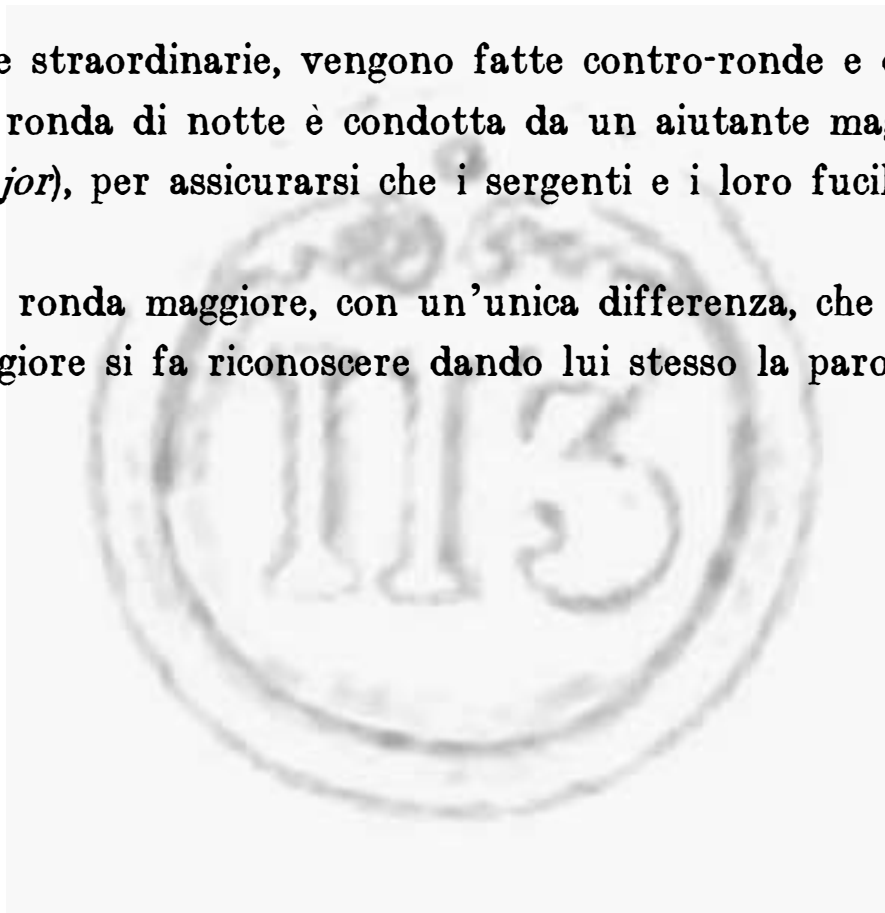 e straordinarie, vengono fatte contro-ronde e
ronda di notte è condotta da un aiutante mag
jor), per assicurarsi che i sergenti e i loro fucil
ronda maggiore, con un'unica differenza, che
giore si fa riconoscere dando lui stesso la paro
113